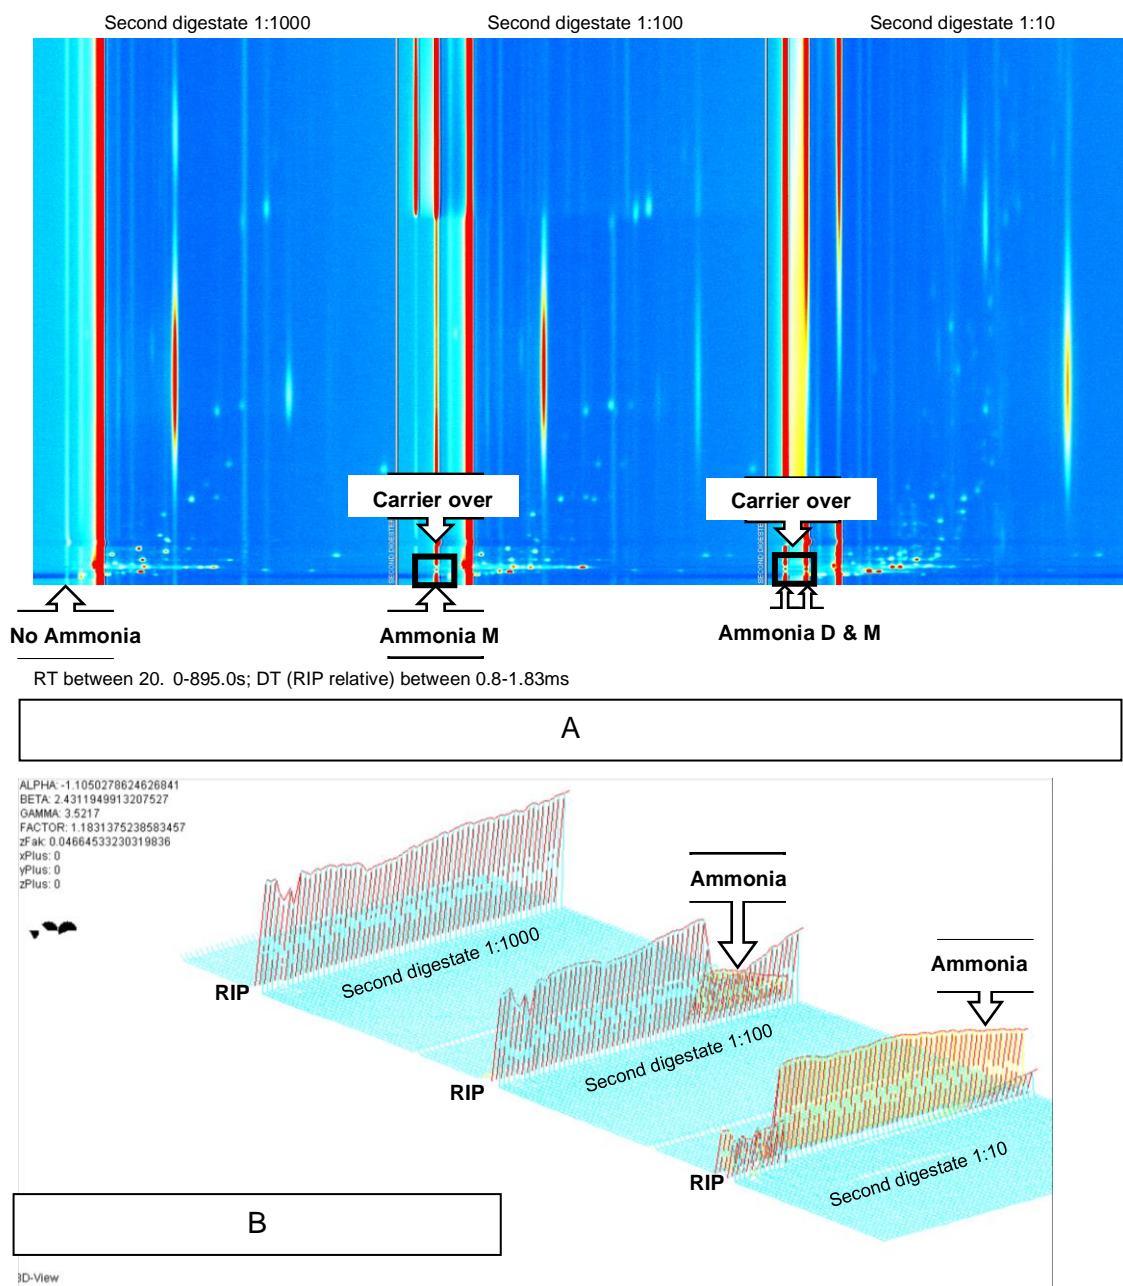 Second digestate 1:1000
Second digestate 1:100
Second digestate 1:10
Carrier over
Carrier over
No Ammonia
Ammonia M
Ammonia D & M
RT between 20. 0-895.0s; DT (RIP relative) between 0.8-1.83ms
A
ALPHA: -1.1050278624626841
BETA: 2.4311949913207527
GAMMA: 3.5217
FACTOR: 1.1831375238583457
zFak: 0.04664533230319836
xPlus: 0
yPlus: 0
zPlus: 0
Ammonia
Ammonia
Second digestate 1:1000
RIP
Second digestate 1:100
RIP
Second digestate 1:10
RIP
B
3D-View